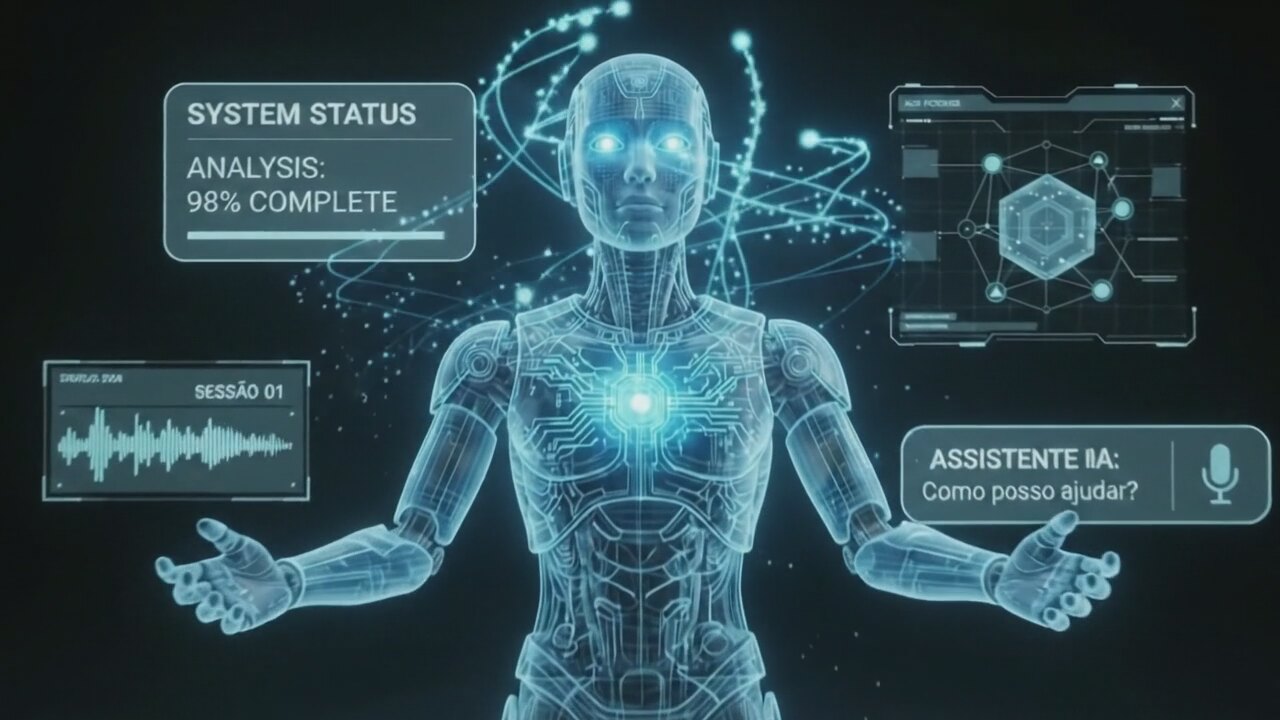 SYSTEM STATUS
ANALYSIS:
98% COMPLETE
SESSÃO 01
ASSISTENTE IIA:
Como posso ajudar?